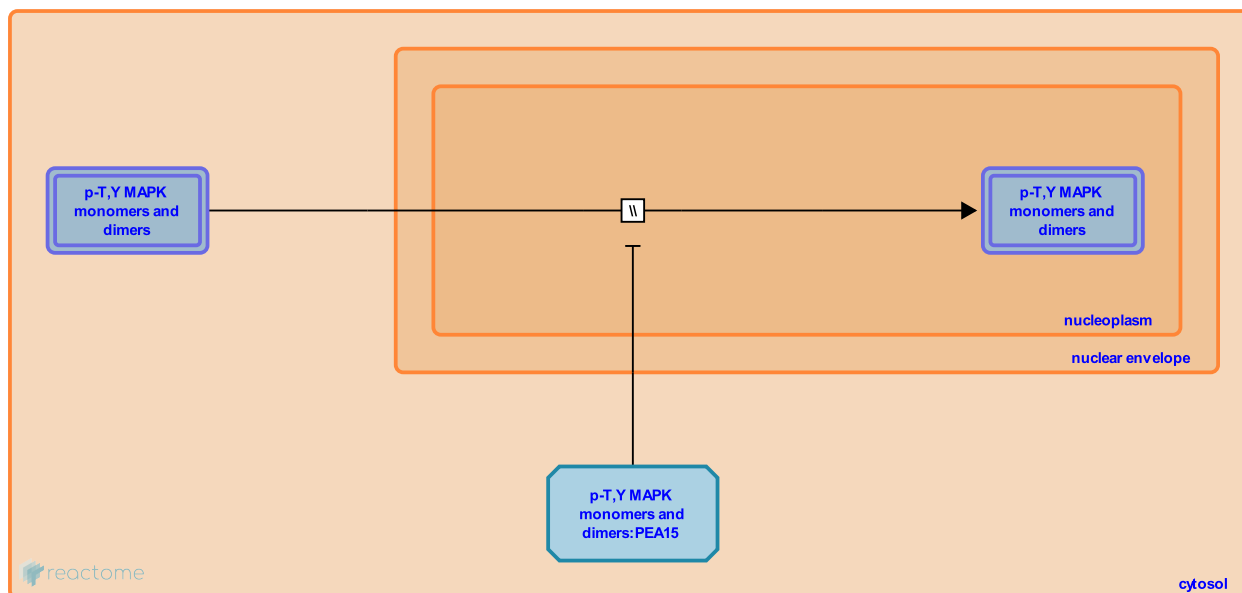 p-T,Y MAPK
monomers and
dimers
\\
p-T,Y MAPK
monomers and
dimers
nucleoplasm
nuclear envelope
p-T,Y MAPK
monomers and
dimers:PEA15
reactome
cytosol